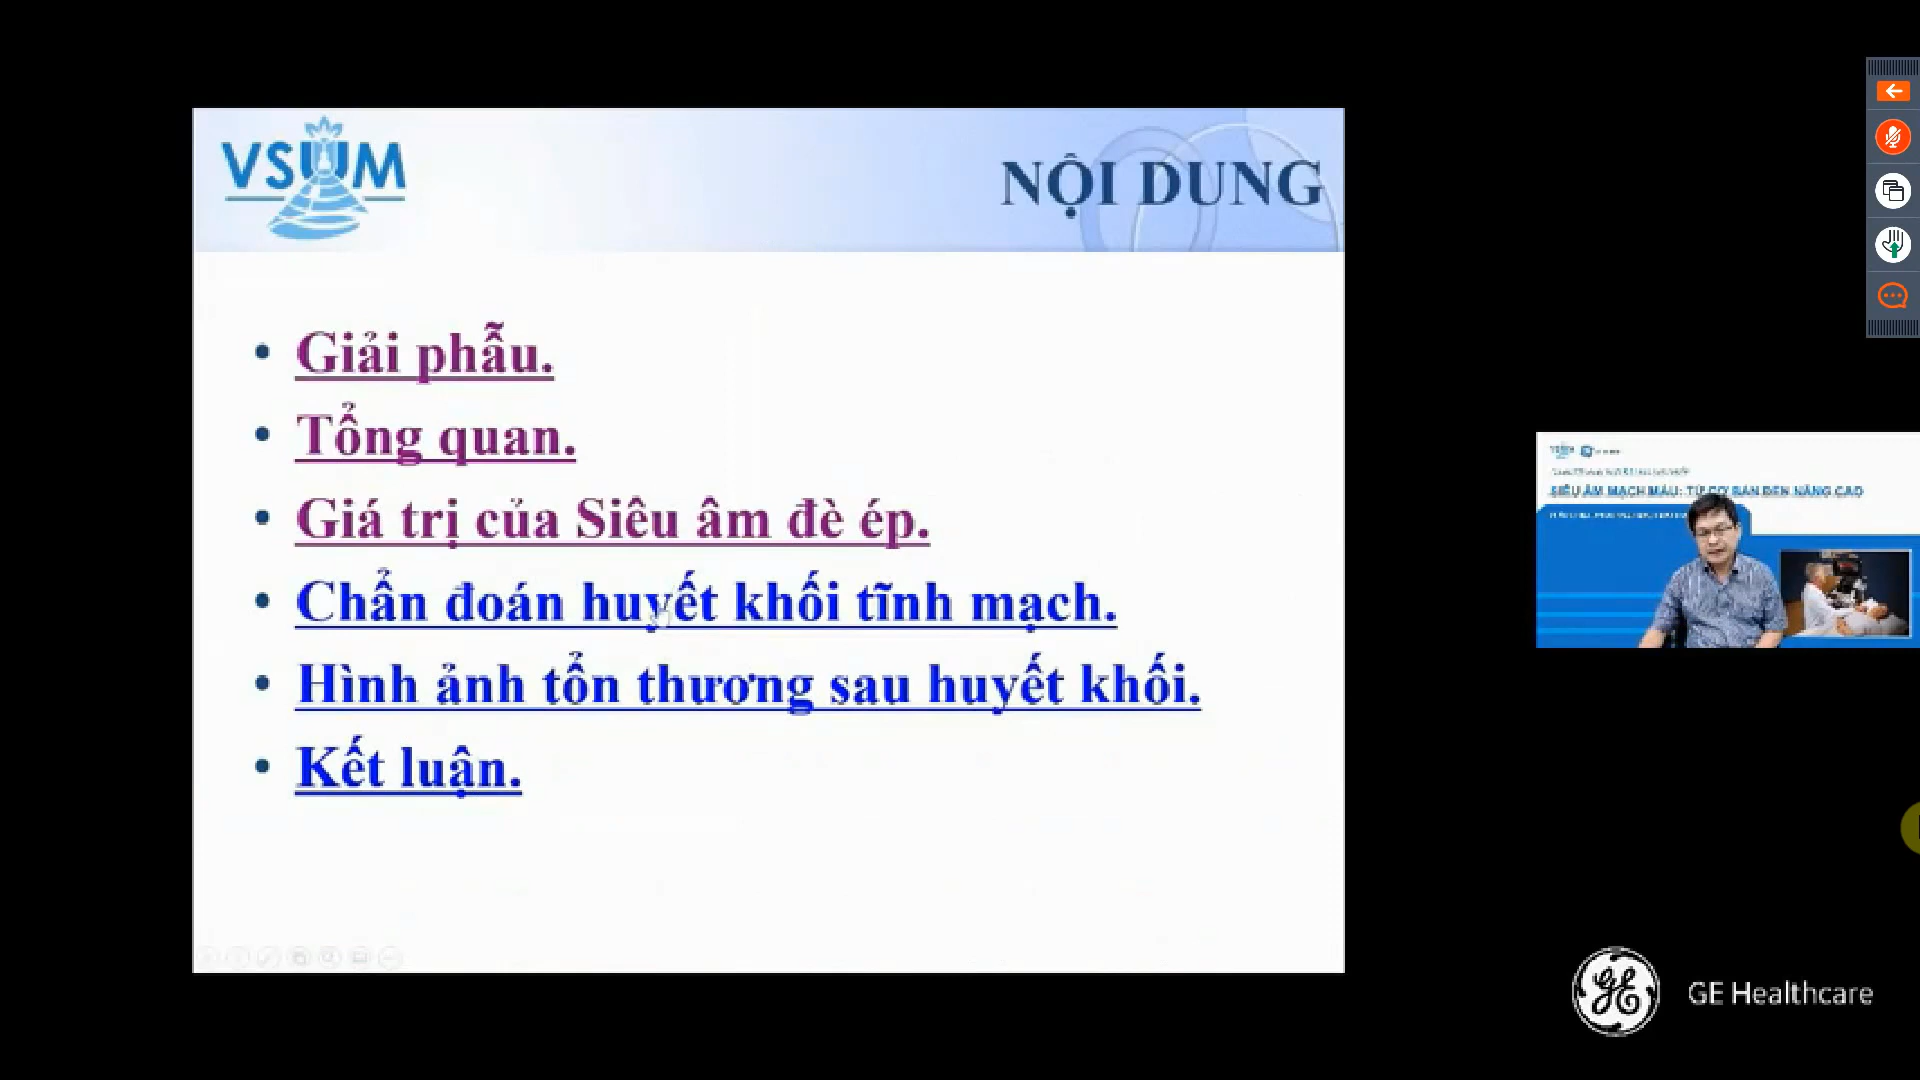 VSUM
NỘI DUNG
• Giải phẫu.
• Tổng quan.
• Giá trị của Siêu âm đè ép.
• Chẩn đoán huyết khối tĩnh mạch.
• Hình ảnh tổn thương sau huyết khối.
• Kết luận.
VSUM
SIÊU ÂM MẠCH MÁU: TỪ CƠ BẢN ĐẾN NÂNG CAO
GE Healthcare